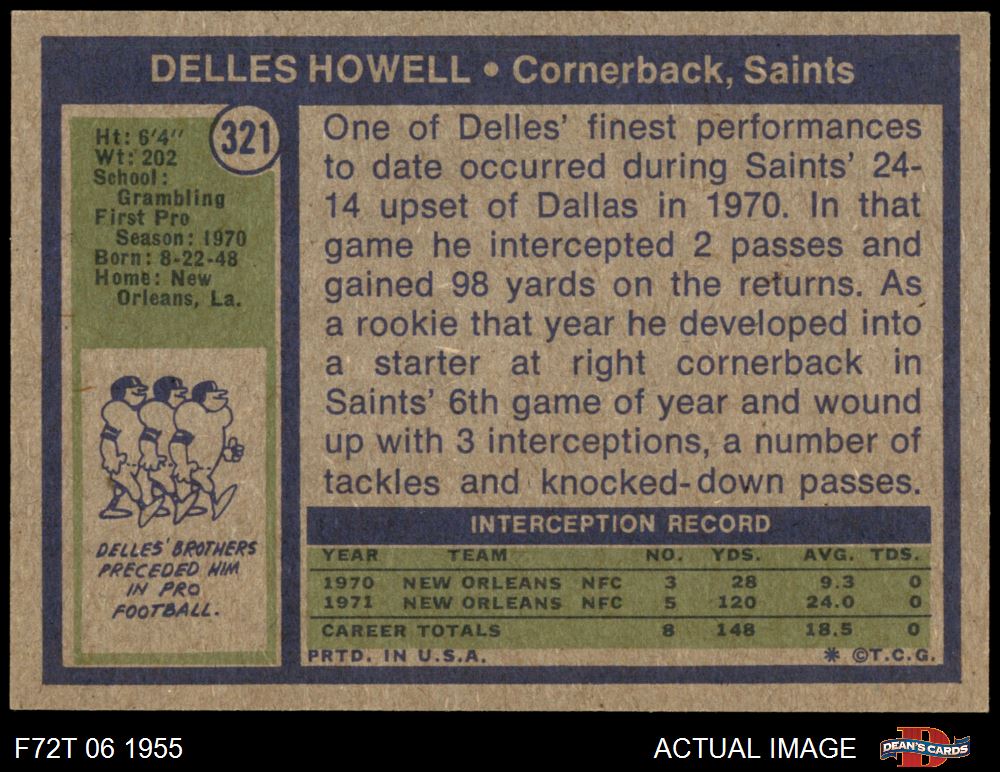 DELLES HOWELL • Cornerback, Saints
321
Ht: 6'4"
Wt: 202
School:
Grambling
First Pro
Season: 1970
Born: 8-22-48
Home: New
Orleans, La.
DELLES' BROTHERS
PRECEDED HIM
IN PRO
FOOTBALL.
One of Delles' finest performances
to date occurred during Saints' 24-
14 upset of Dallas in 1970. In that
game he intercepted 2 passes and
gained 98 yards on the returns. As
a rookie that year he developed into
a starter at right cornerback in
Saints' 6th game of year and wound
up with 3 interceptions, a number of
tackles and knocked-down passes.
INTERCEPTION RECORD
YEAR TEAM NO. YDS. AVG. TDS.
1970 NEW ORLEANS NFC 3 28 9.3 0
1971 NEW ORLEANS NFC 5 120 24.0 0
CAREER TOTALS 8 148 18.5 0
PRTD. IN U.S.A. * ©T.C.G.
F72T 06 1955 ACTUAL IMAGE DEAN'S CARDS